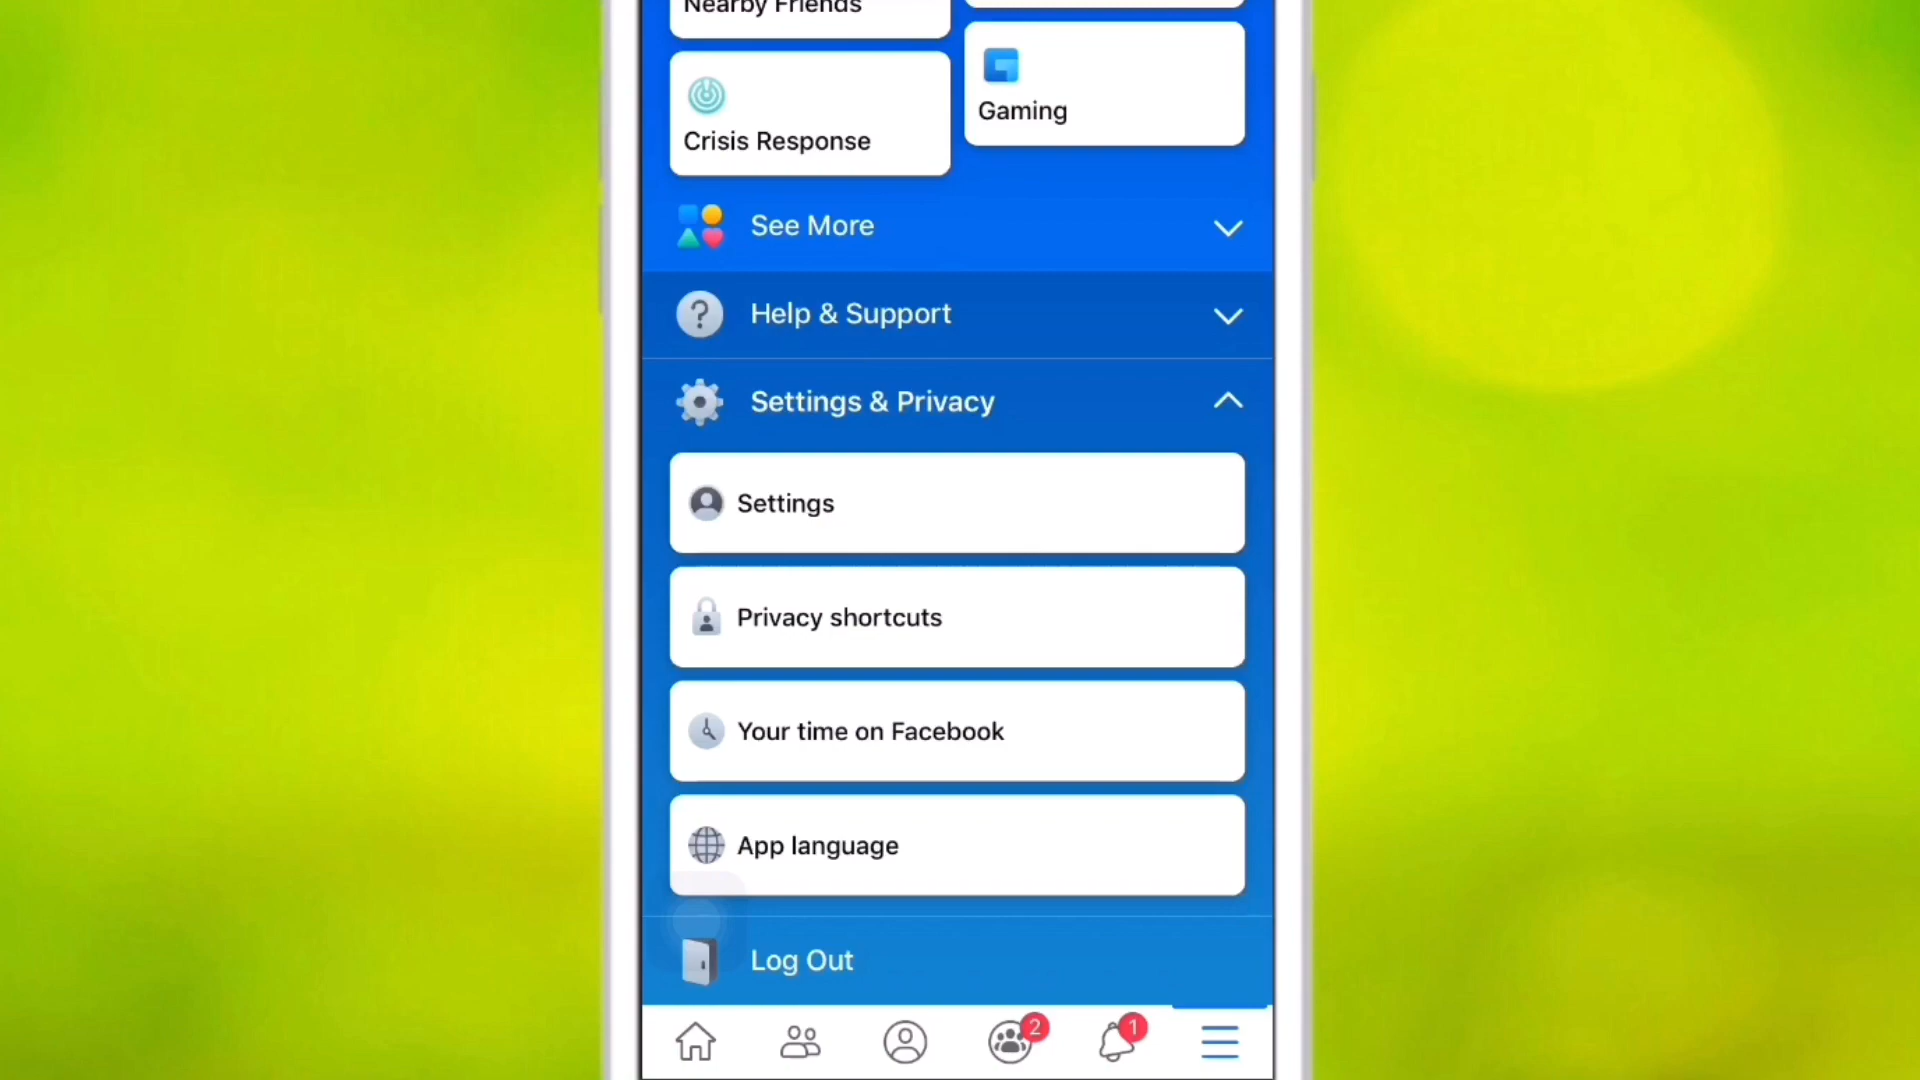 Nearby Friends
Gaming
Crisis Response
See More
Help & Support
Settings & Privacy
Settings
Privacy shortcuts
Your time on Facebook
App language
Log Out
2
1